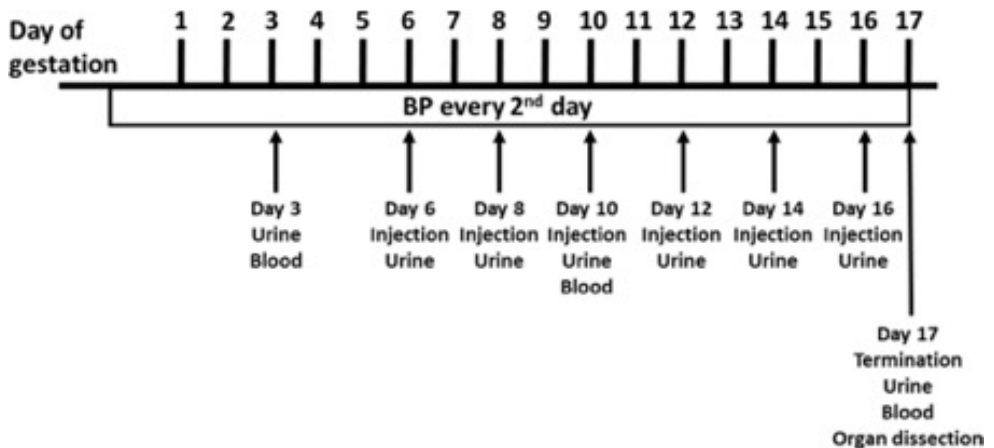 Day of gestation
1 2 3 4 5 6 7 8 9 10 11 12 13 14 15 16 17
BP every 2nd day
Day 3
Urine
Blood
Day 6
Injection
Urine
Day 8
Injection
Urine
Day 10
Injection
Urine
Blood
Day 12
Injection
Urine
Day 14
Injection
Urine
Day 16
Injection
Urine
Day 17
Termination
Urine
Blood
Organ dissection